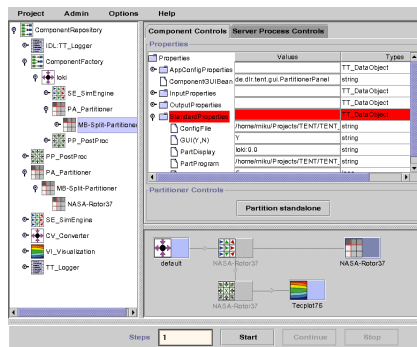 Project Admin Options Help
ComponentRepository
IDL:TT_Logger
ComponentFactory
loki
SE_SimEngine
PA_Partitioner
MB-Split-Partitioner
PP_PostProc
PP_PostProc
PA_Partitioner
MB-Split-Partitioner
NASA-Rotor37
SE_SimEngine
CV_Converter
VI_Visualization
TT_Logger
Component Controls Server Process Controls
Properties
Properties Values Types
AppConfigProperties TT_DataObject
ComponentGUIBean de.dlr.tent.gui.PartitionerPanel string
InputProperties TT_DataObject
OutputProperties TT_DataObject
StandardProperties TT_DataObject
ConfigFile /home/miku/Projects/TENT/TENT_ string
GUI(Y,N) Y string
PartDisplay loki:0.0 string
PartProgram /home/miku/Projects/TENT/TENT_ string
Partitioner Controls
Partition standalone
default
NASA-Rotor37
NASA-Rotor37
NASA-Rotor37
Tecplot75
Steps 1 Start Continue Stop